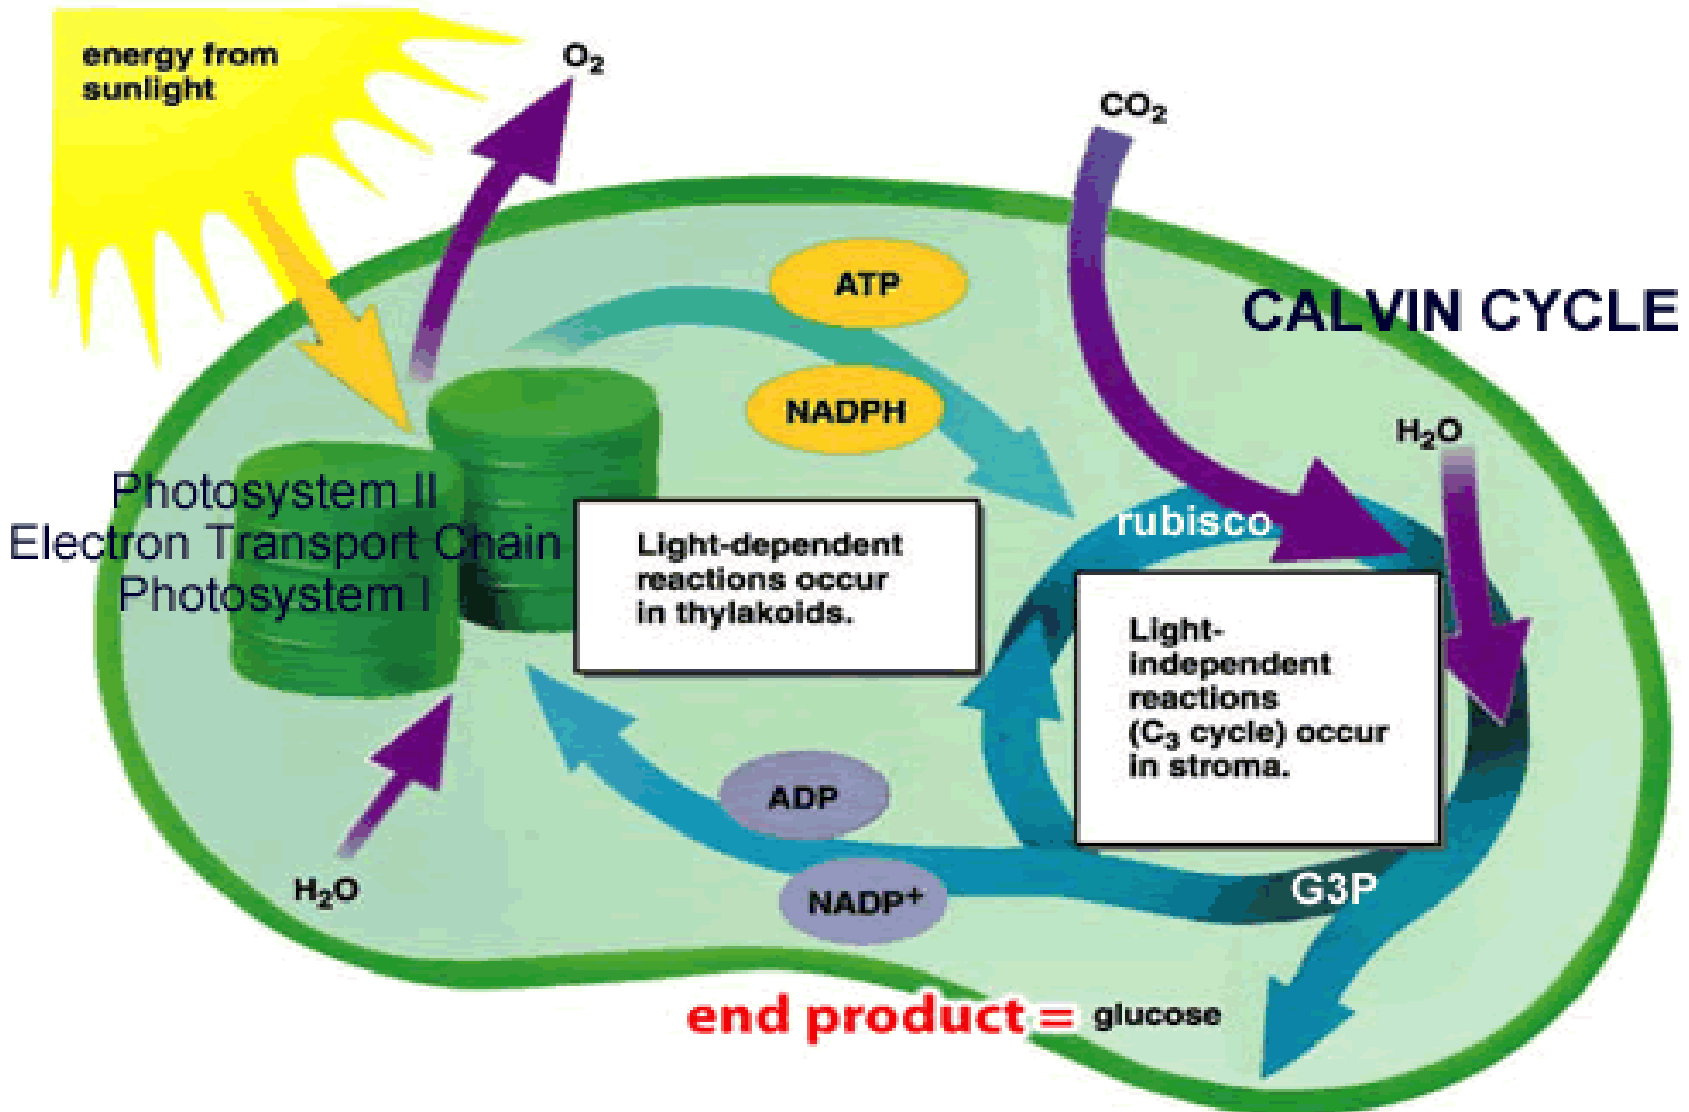 energy from
sunlight
O₂
CO₂
ATP
CALVIN CYCLE
NADPH
H₂O
Photosystem II
Electron Transport Chain
Photosystem I
rubisco
Light-dependent
reactions occur
in thylakoids.
Light-
independent
reactions
(C₃ cycle) occur
in stroma.
ADP
H₂O
NADP⁺
G3P
end product = glucose